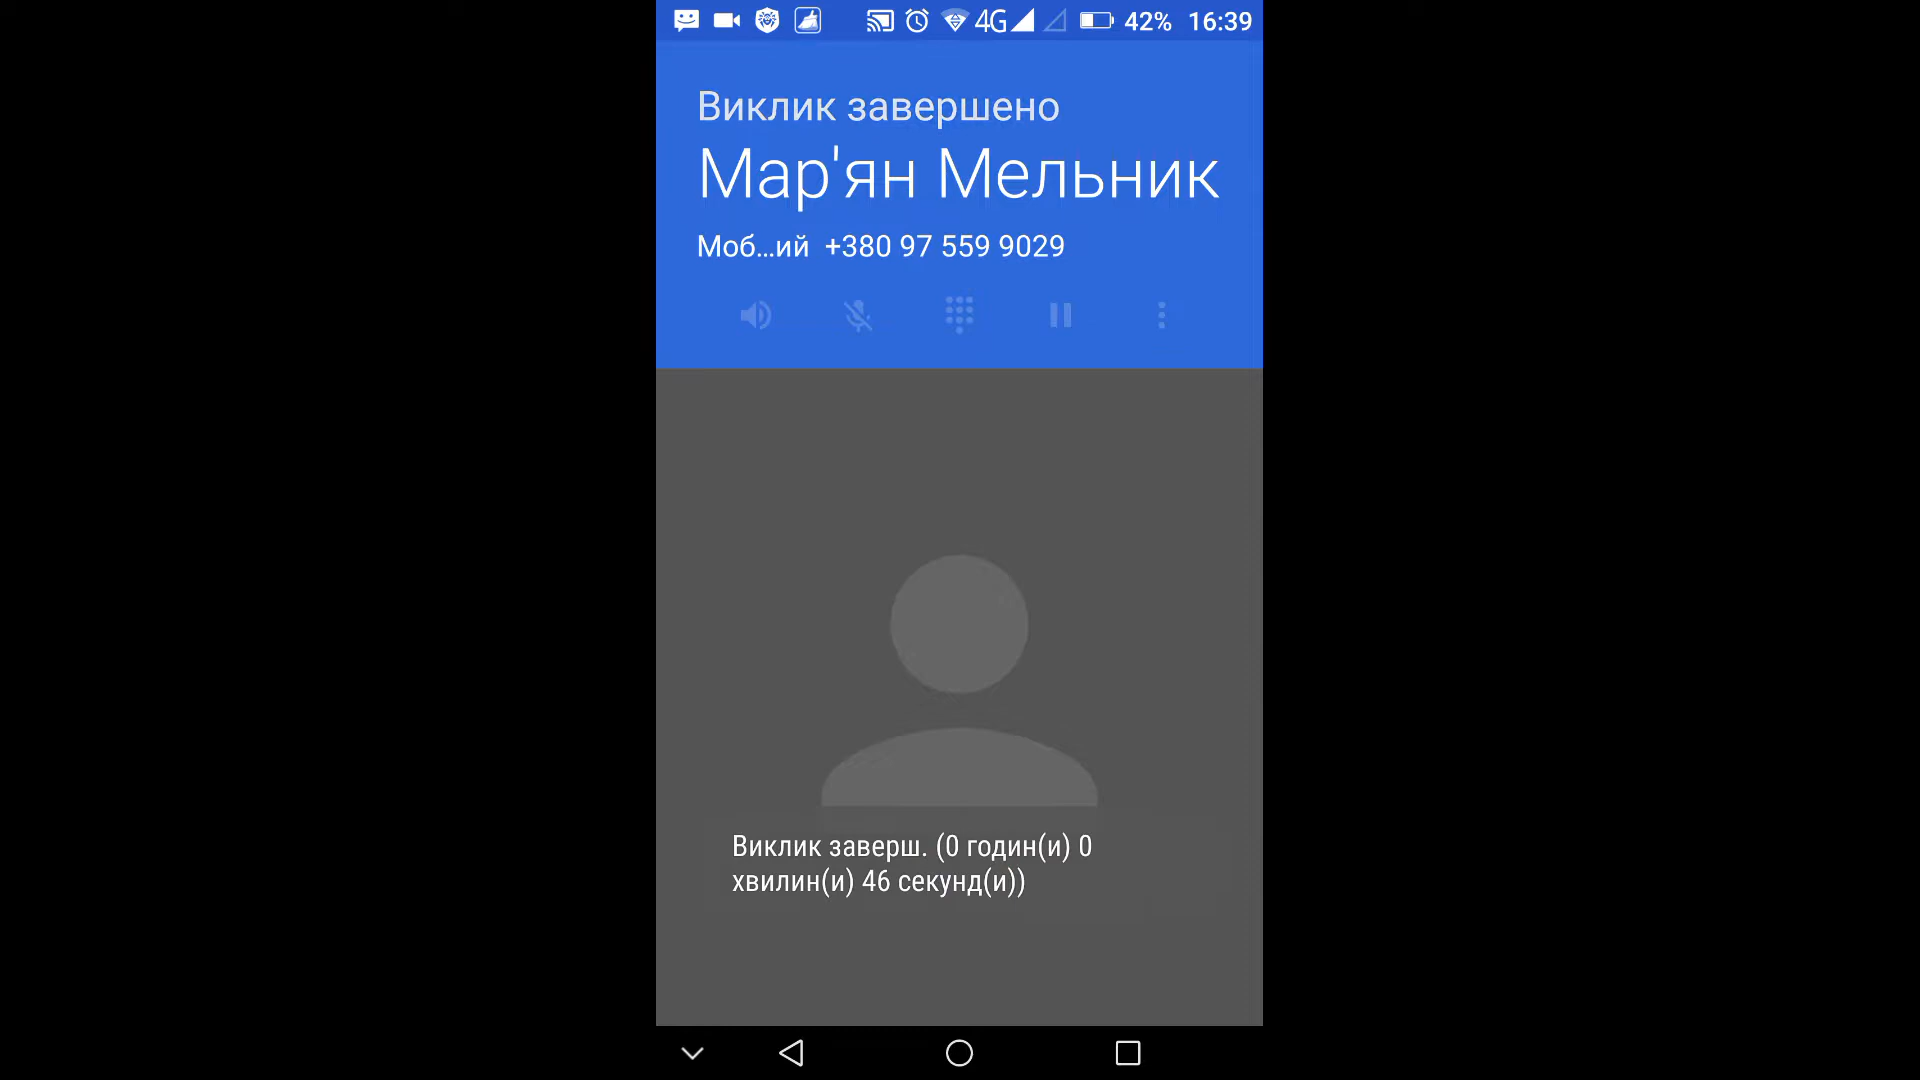 4G 42% 16:39
Виклик завершено
Мар'ян Мельник
Моб...ий +380 97 559 9029
Виклик заверш. (0 годин(и) 0
хвилин(и) 46 секунд(и))